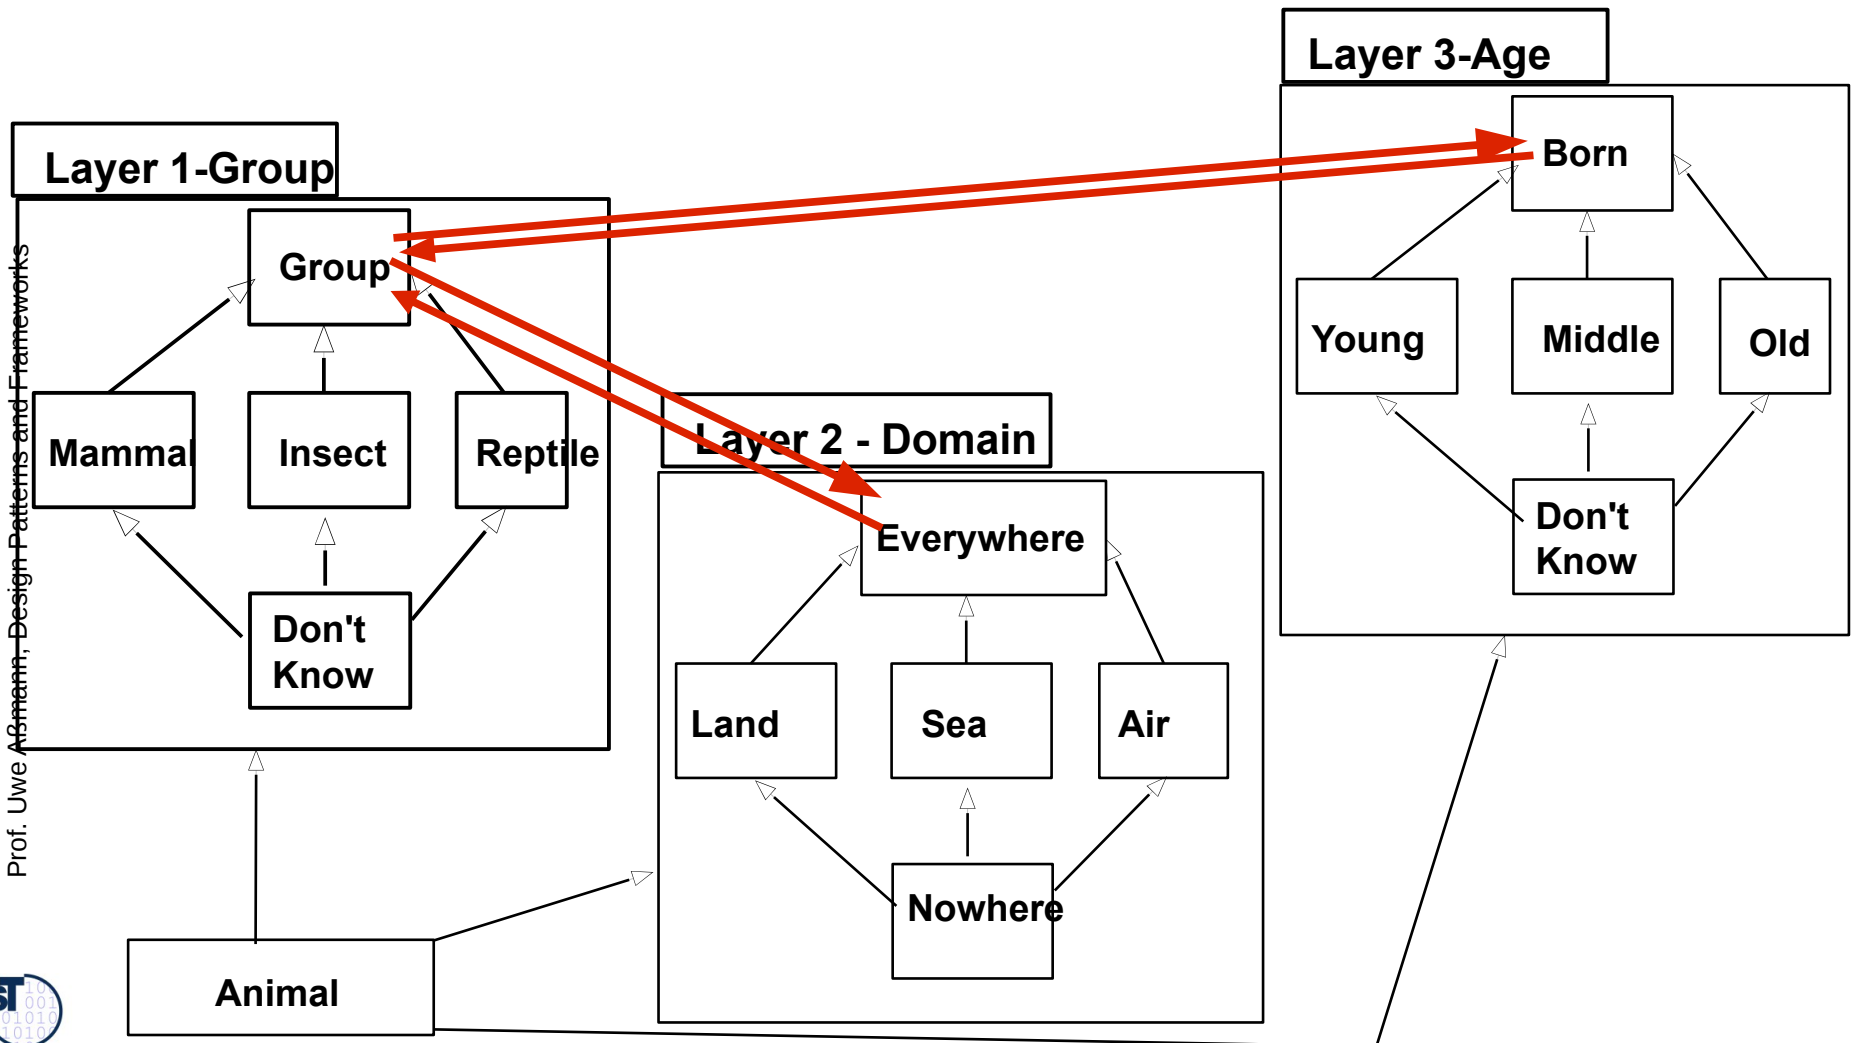 Layer 3-Age
Born
Layer 1-Group
Group
Young
Middle
Old
Mammal
Insect
Reptile
Layer 2 - Domain
Everywhere
Don't
Know
Don't
Know
Land
Sea
Air
Nowhere
Animal
Prof. Uwe Aßmann, Design Patterns and Frameworks
ST